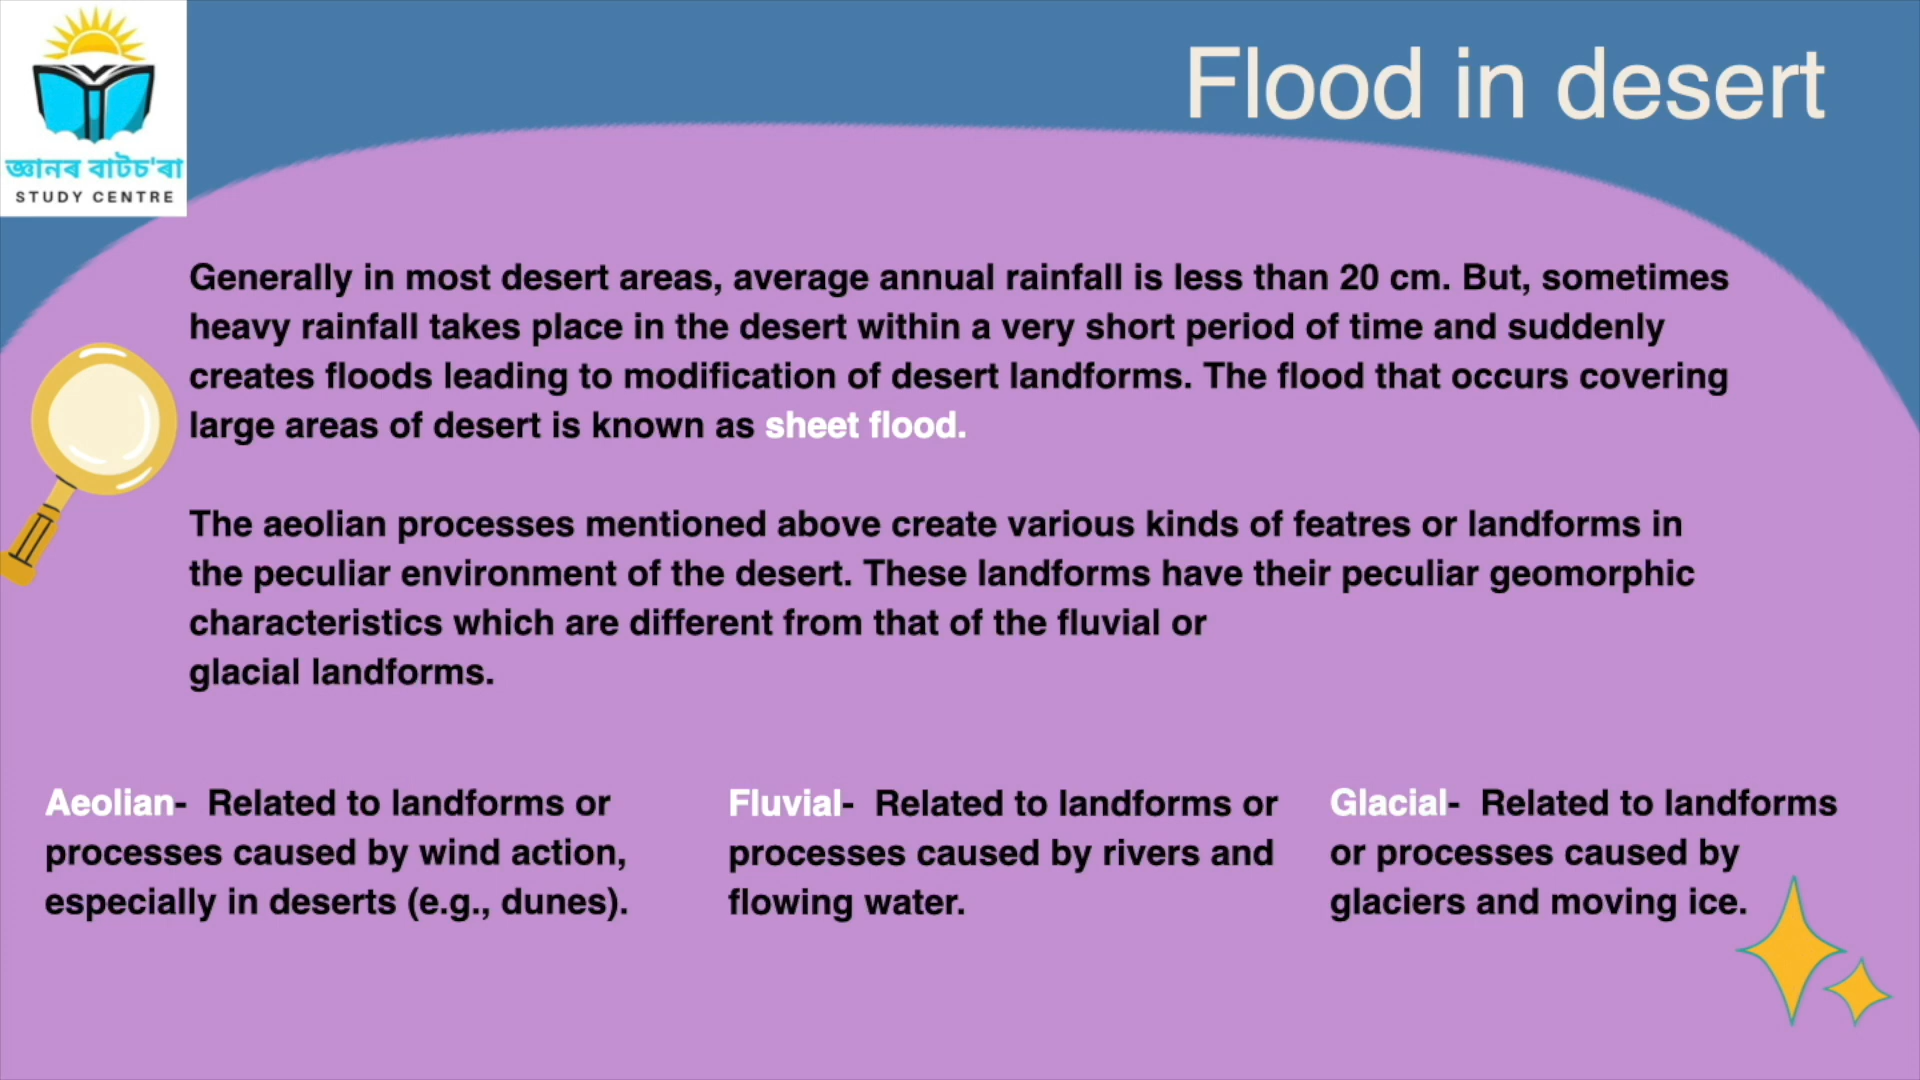 জ্ঞানৰ বাটচ'ৰা
STUDY CENTRE
Flood in desert
Generally in most desert areas, average annual rainfall is less than 20 cm. But, sometimes
heavy rainfall takes place in the desert within a very short period of time and suddenly
creates floods leading to modification of desert landforms. The flood that occurs covering
large areas of desert is known as sheet flood.
The aeolian processes mentioned above create various kinds of featres or landforms in
the peculiar environment of the desert. These landforms have their peculiar geomorphic
characteristics which are different from that of the fluvial or
glacial landforms.
Aeolian- Related to landforms or
processes caused by wind action,
especially in deserts (e.g., dunes).
Fluvial- Related to landforms or
processes caused by rivers and
flowing water.
Glacial- Related to landforms
or processes caused by
glaciers and moving ice.